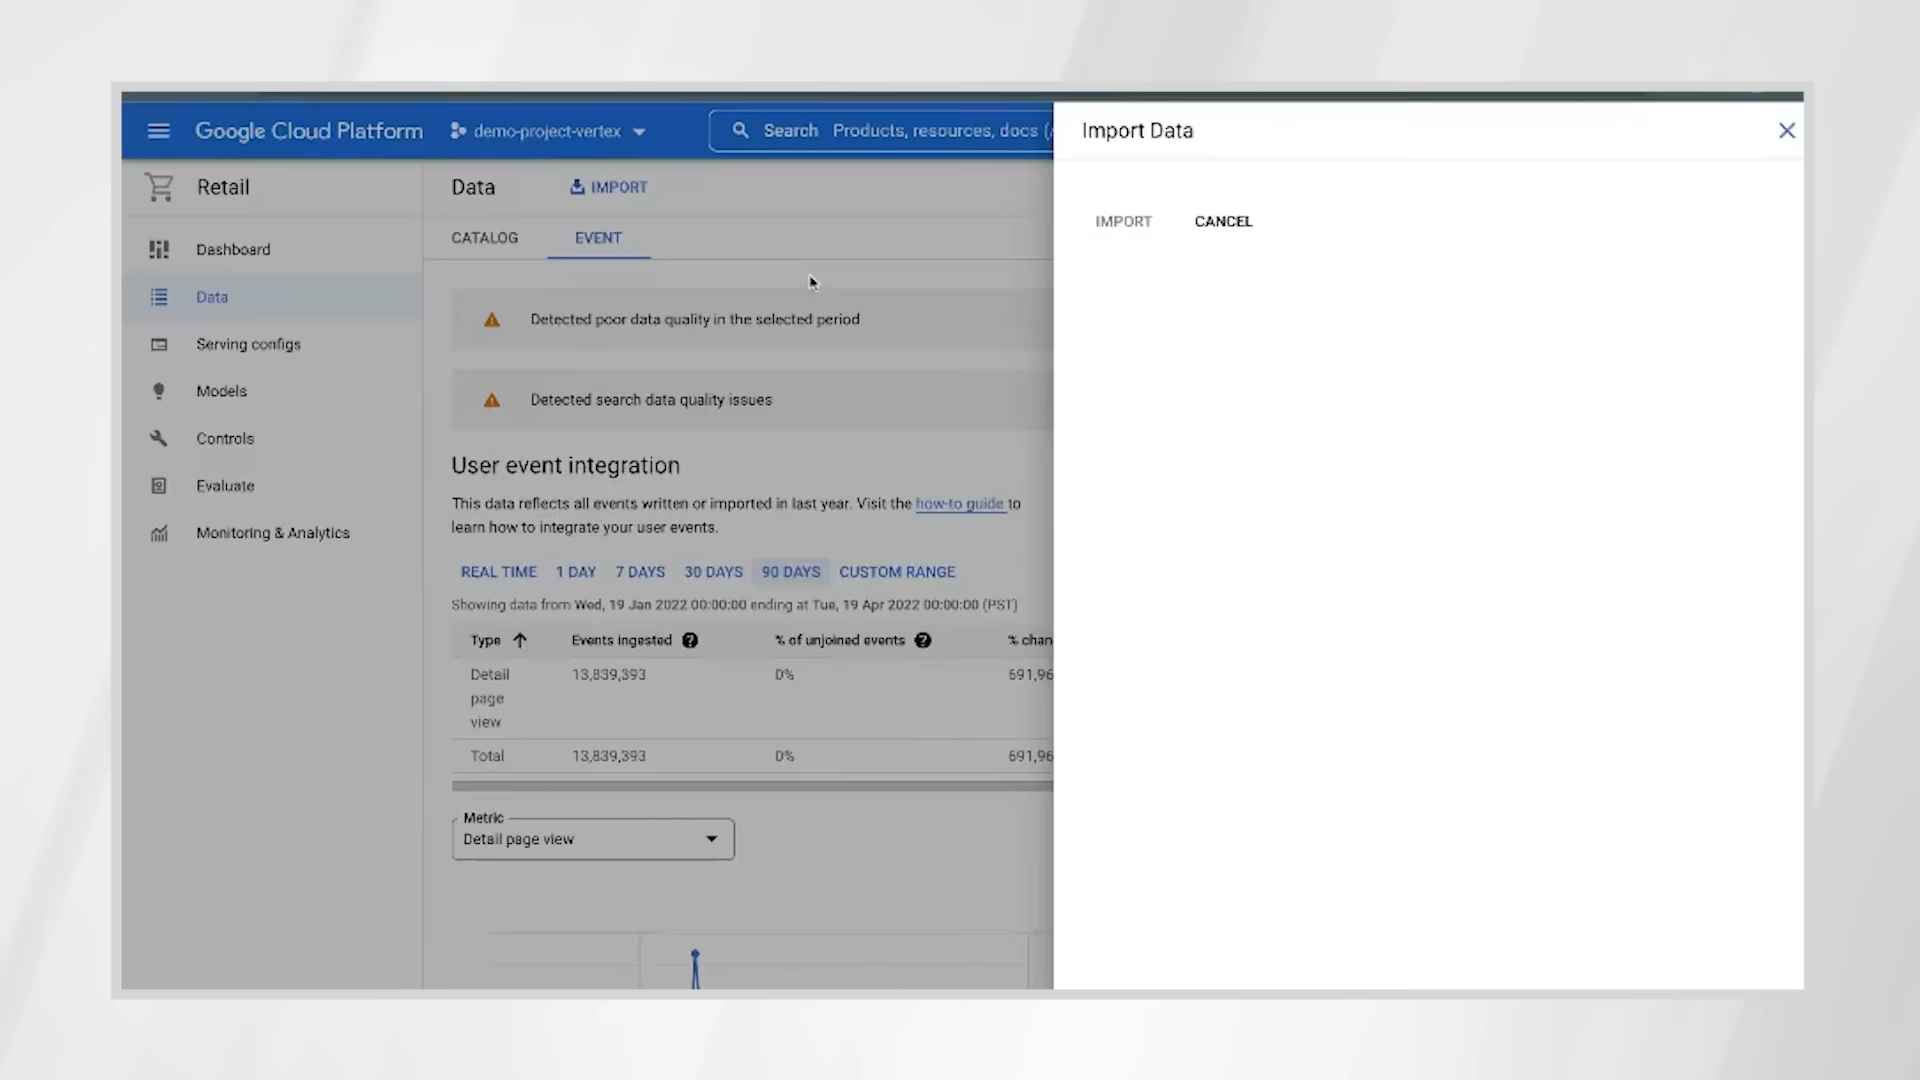 Google Cloud Platform
demo-project-vertex
Search Products, resources, docs (/
Import Data
Retail
Data
IMPORT
CATALOG
EVENT
IMPORT
CANCEL
Dashboard
Data
Serving configs
Models
Controls
Evaluate
Monitoring & Analytics
Detected poor data quality in the selected period
Detected search data quality issues
User event integration
This data reflects all events written or imported in last year. Visit the how-to guide to
learn how to integrate your user events.
REAL TIME 1 DAY 7 DAYS 30 DAYS 90 DAYS CUSTOM RANGE
Showing data from Wed, 19 Jan 2022 00:00:00 ending at Tue, 19 Apr 2022 00:00:00 (PST)
Type Events ingested % of unjoined events % chan
Detail 13,839,393 0% 691,96
page
view
Total 13,839,393 0% 691,96
Metric
Detail page view